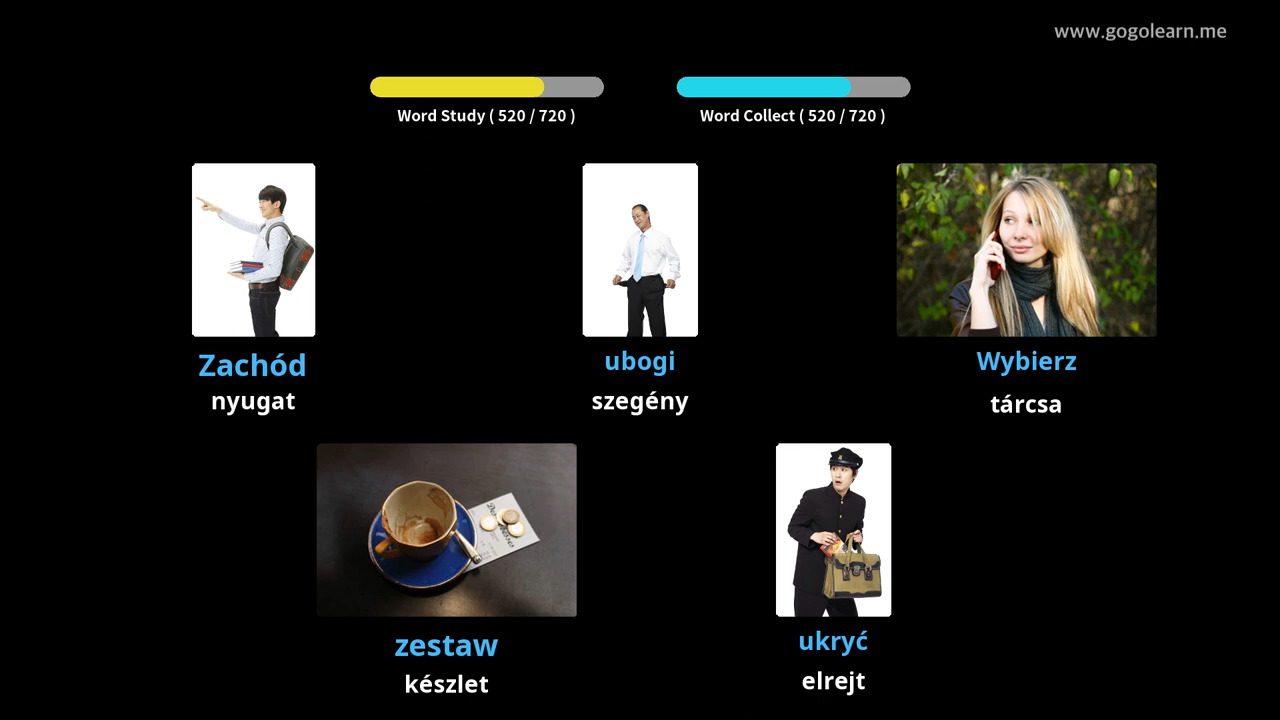 www.gogolearn.me
Word Study ( 520 / 720 )
Word Collect ( 520 / 720 )
Zachód
nyugat
ubogi
szegény
Wybierz
tárcsa
zestaw
készlet
ukryć
elrejt